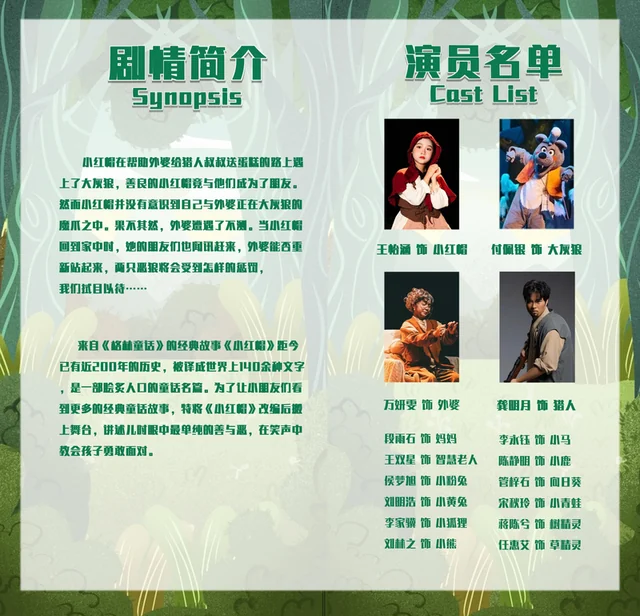 剧情简介
Synopsis
小红帽在帮助外婆给猎人叔叔送蛋糕的路上遇
上了大灰狼，善良的小红帽竟与他们成为了朋友。
然而小红帽并没有意识到自己与外婆正在大灰狼的
魔爪之中。果不其然，外婆遭遇了不测。当小红帽
回到家中时，她的朋友们也闻讯赶来，外婆能否重
新站起来，两只恶狼将会受到怎样的惩罚，
我们拭目以待……
来自《格林童话》的经典故事《小红帽》距今
已有近200年的历史，被译成世界上140余种文字
，是一部脍炙人口的童话名篇。为了让小朋友们看
到更多的经典童话故事，特将《小红帽》改编后搬
上舞台，讲述儿时眼中最单纯的善与恶，在笑声中
教会孩子勇敢面对。
演员名单
Cast List
王怡涵 饰 小红帽
付佩银 饰 大灰狼
万妍雯 饰 外婆
龚明月 饰 猎人
段雨石 饰 妈妈
王双星 饰 智慧老人
侯梦旭 饰 小粉兔
刘明浩 饰 小黄兔
李家骥 饰 小狐狸
刘林之 饰 小熊
李永钰 饰 小马
陈静明 饰 小鹿
管梓石 饰 向日葵
宋秋玲 饰 小青蛙
蒋陈兮 饰 树精灵
任惠艾 饰 草精灵